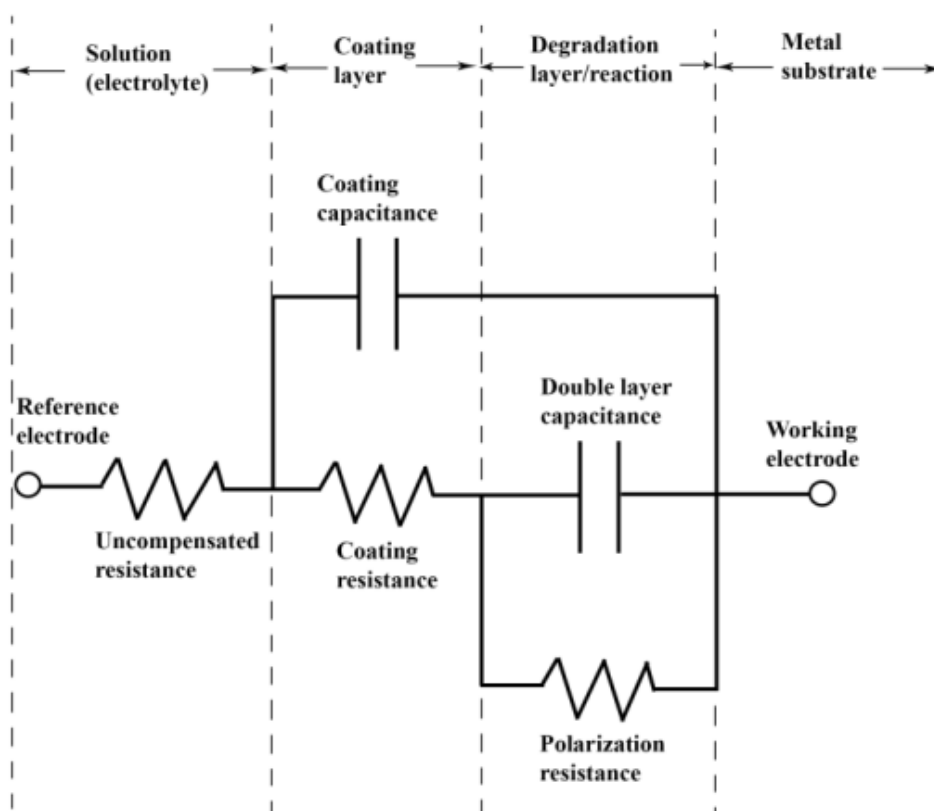 Solution
(electrolyte)
Coating
layer
Degradation
layer/reaction
Metal
substrate
Coating
capacitance
Reference
electrode
Double layer
capacitance
Working
electrode
Uncompensated
resistance
Coating
resistance
Polarization
resistance